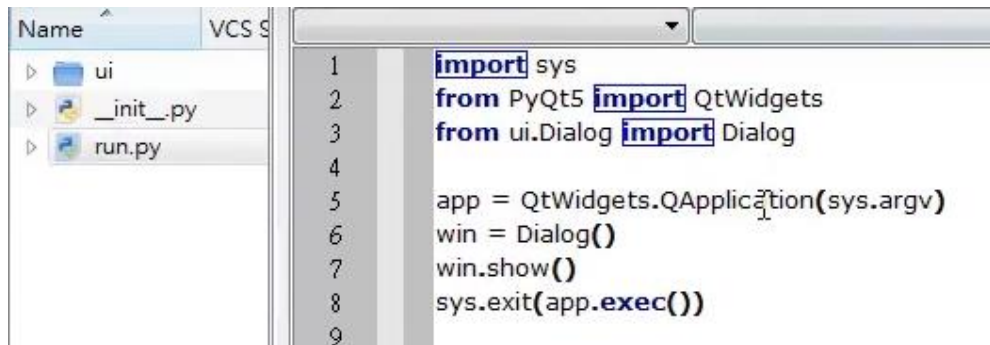 Name VCS S
ui
__init__.py
run.py
1 import sys
2 from PyQt5 import QtWidgets
3 from ui.Dialog import Dialog
4
5 app = QtWidgets.QApplication(sys.argv)
6 win = Dialog()
7 win.show()
8 sys.exit(app.exec())
9